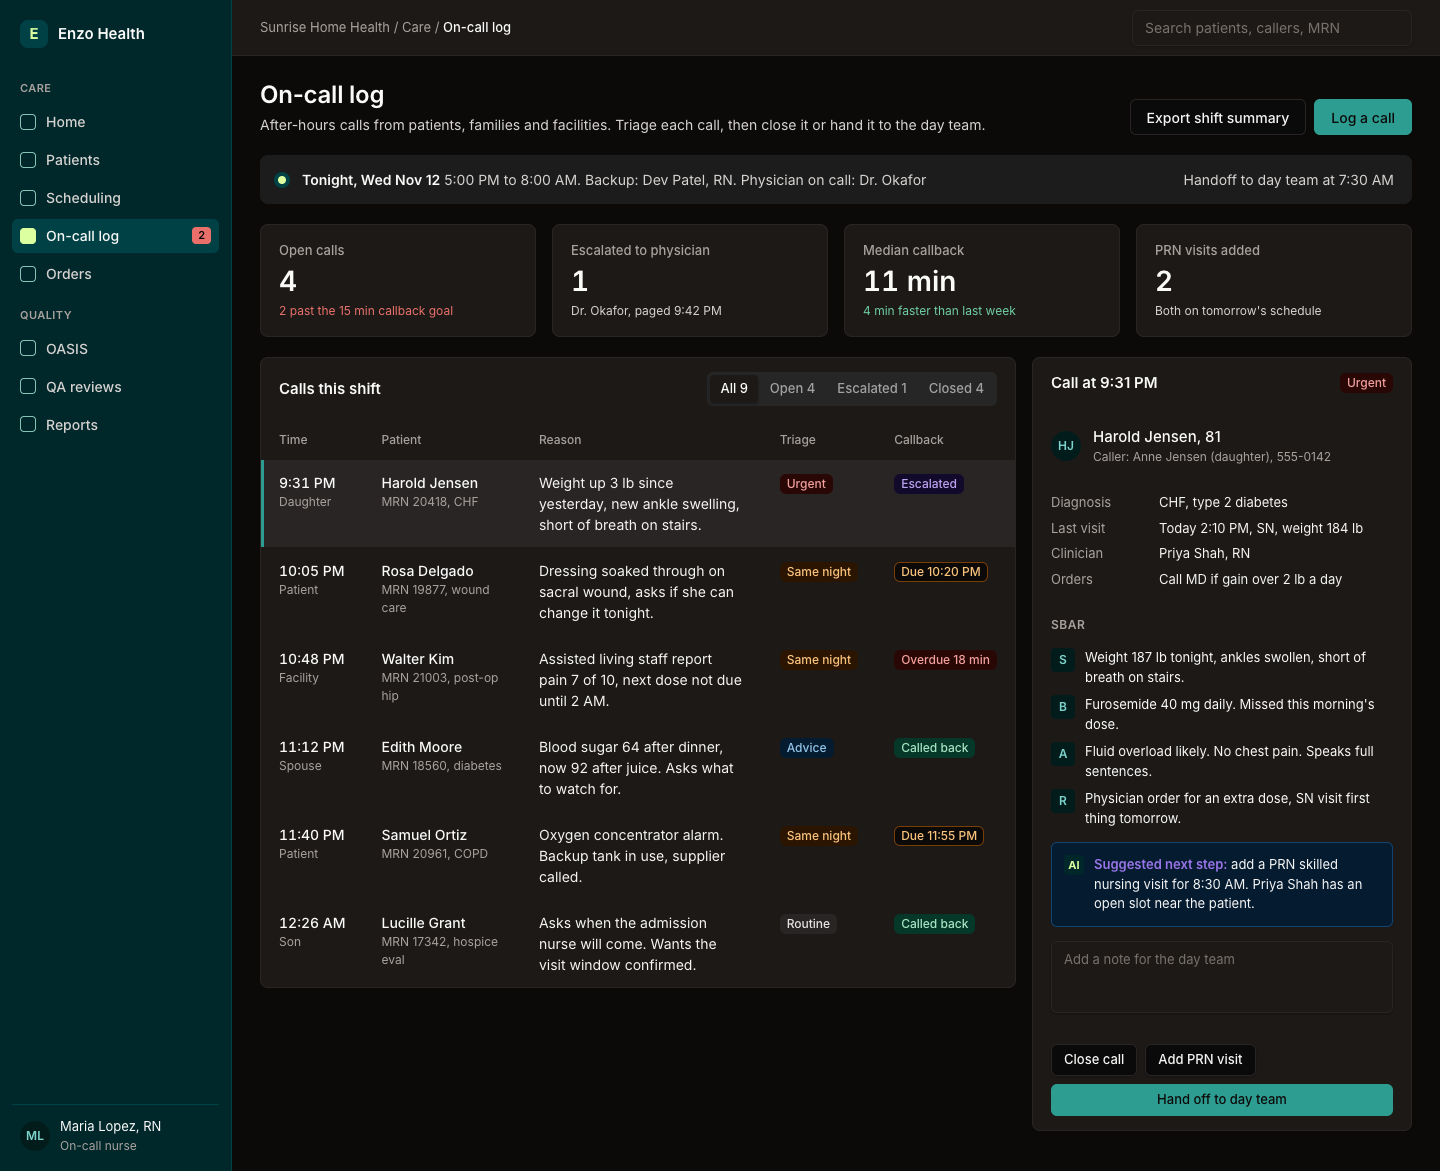 E Enzo Health
CARE
Home
Patients
Scheduling
On-call log 2
Orders
QUALITY
OASIS
QA reviews
Reports
ML Maria Lopez, RN
On-call nurse
Sunrise Home Health / Care / On-call log
Search patients, callers, MRN
On-call log
After-hours calls from patients, families and facilities. Triage each call, then close it or hand it to the day team.
Export shift summary
Log a call
Tonight, Wed Nov 12 5:00 PM to 8:00 AM. Backup: Dev Patel, RN. Physician on call: Dr. Okafor
Handoff to day team at 7:30 AM
Open calls
4
2 past the 15 min callback goal
Escalated to physician
1
Dr. Okafor, paged 9:42 PM
Median callback
11 min
4 min faster than last week
PRN visits added
2
Both on tomorrow's schedule
Calls this shift
All 9 Open 4 Escalated 1 Closed 4
Time Patient Reason Triage Callback
9:31 PM Harold Jensen Weight up 3 lb since Urgent Escalated
Daughter MRN 20418, CHF yesterday, new ankle swelling,
short of breath on stairs.
10:05 PM Rosa Delgado Dressing soaked through on Same night Due 10:20 PM
Patient MRN 19877, wound sacral wound, asks if she can
care change it tonight.
10:48 PM Walter Kim Assisted living staff report Same night Overdue 18 min
Facility MRN 21003, post-op pain 7 of 10, next dose not due
hip until 2 AM.
11:12 PM Edith Moore Blood sugar 64 after dinner, Advice Called back
Spouse MRN 18560, diabetes now 92 after juice. Asks what
to watch for.
11:40 PM Samuel Ortiz Oxygen concentrator alarm. Same night Due 11:55 PM
Patient MRN 20961, COPD Backup tank in use, supplier
called.
12:26 AM Lucille Grant Asks when the admission Routine Called back
Son MRN 17342, hospice nurse will come. Wants the
eval visit window confirmed.
Call at 9:31 PM Urgent
HJ Harold Jensen, 81
Caller: Anne Jensen (daughter), 555-0142
Diagnosis CHF, type 2 diabetes
Last visit Today 2:10 PM, SN, weight 184 lb
Clinician Priya Shah, RN
Orders Call MD if gain over 2 lb a day
SBAR
S Weight 187 lb tonight, ankles swollen, short of
breath on stairs.
B Furosemide 40 mg daily. Missed this morning's
dose.
A Fluid overload likely. No chest pain. Speaks full
sentences.
R Physician order for an extra dose, SN visit first
thing tomorrow.
AI Suggested next step: add a PRN skilled
nursing visit for 8:30 AM. Priya Shah has an
open slot near the patient.
Add a note for the day team
Close call
Add PRN visit
Hand off to day team